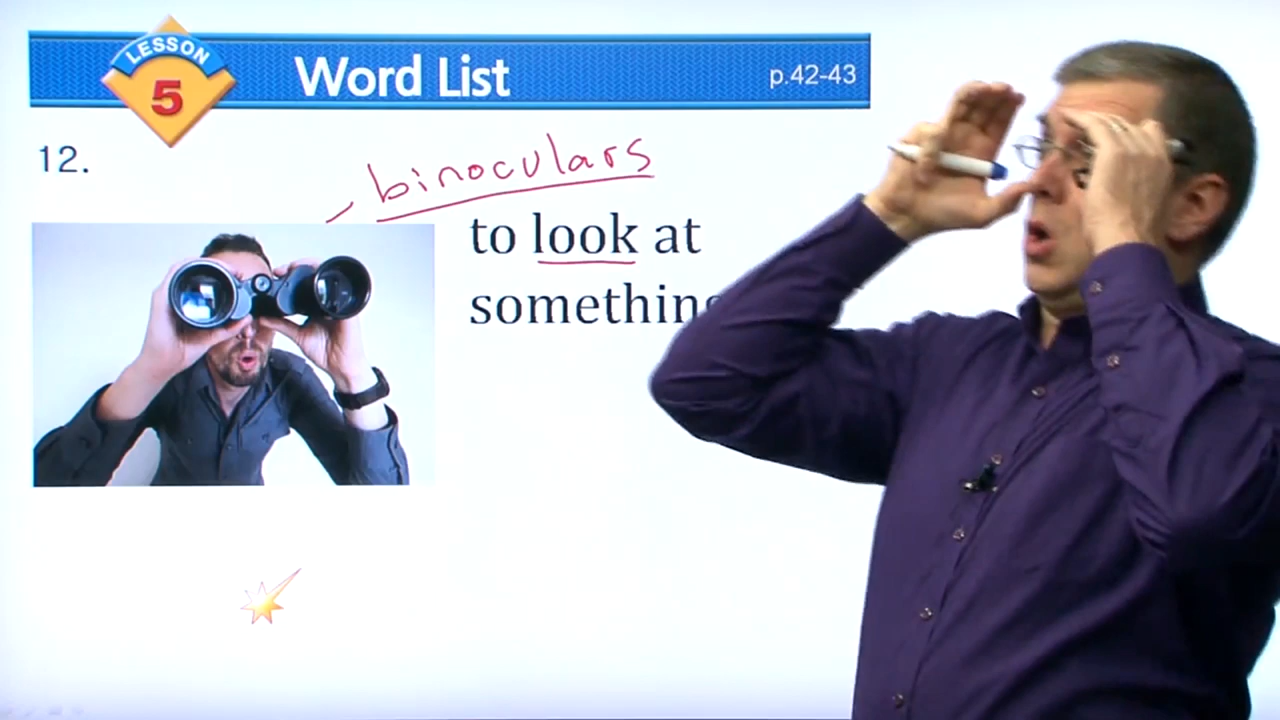 LESSON
5
Word List
p.42-43
12.
binoculars
to look at
somethin